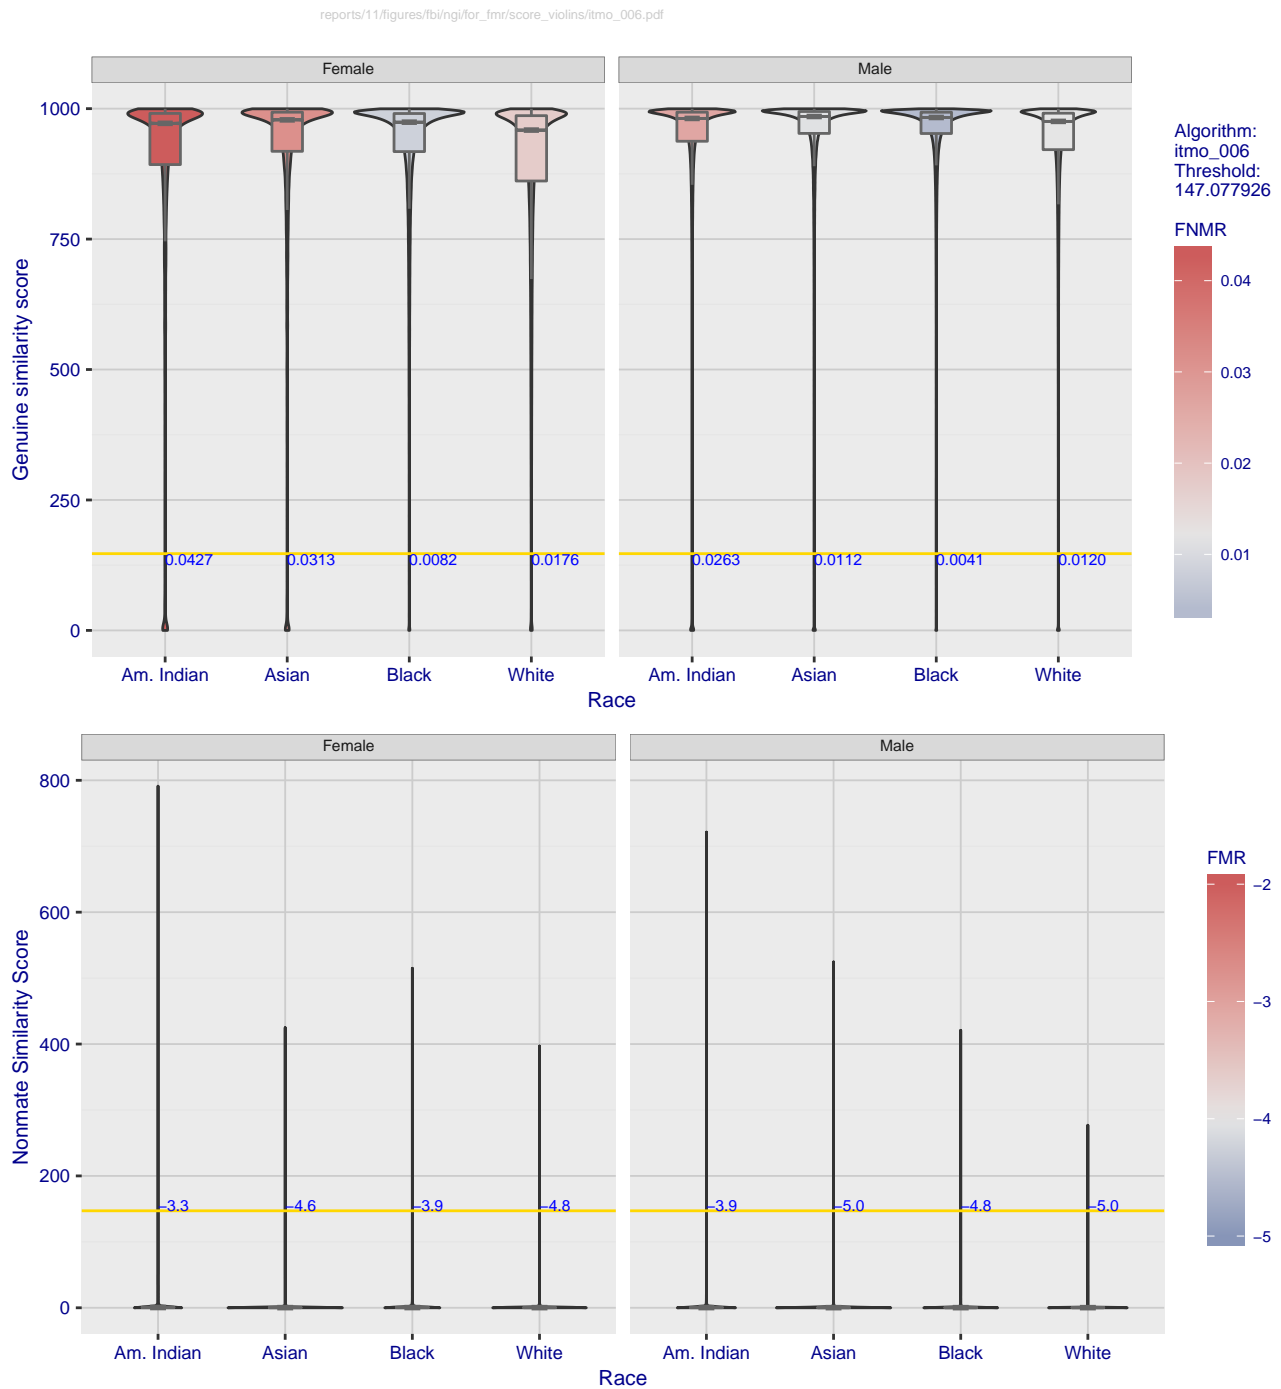 reports/11/figures/fbi/ngi/for_fmr/score_violins/itmo_006.pdf
Female
Male
Genuine similarity score
1000
750
500
250
0
0.0427
0.0313
0.0082
0.0176
0.0263
0.0112
0.0041
0.0120
Am. Indian
Asian
Black
White
Am. Indian
Asian
Black
White
Race
Algorithm:
itmo_006
Threshold:
147.077926
FNMR
0.04
0.03
0.02
0.01
Female
Male
Nonmate Similarity Score
800
600
400
200
0
−3.3
−4.6
−3.9
−4.8
−3.9
−5.0
−4.8
−5.0
Am. Indian
Asian
Black
White
Am. Indian
Asian
Black
White
Race
FMR
−2
−3
−4
−5